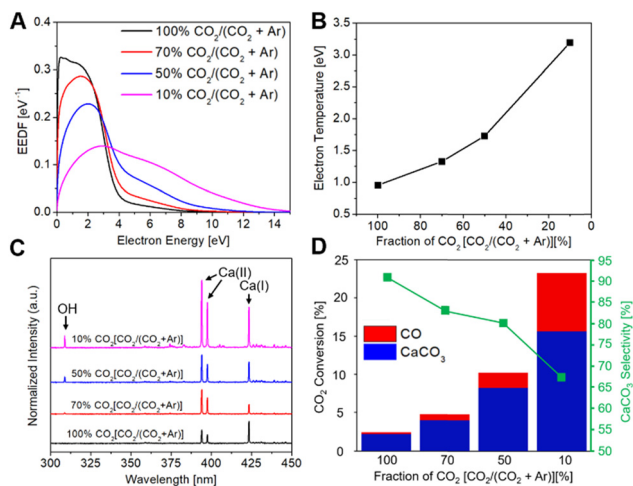 A
100% CO2/(CO2 + Ar)
70% CO2/(CO2 + Ar)
50% CO2/(CO2 + Ar)
10% CO2/(CO2 + Ar)
EEDF [eV⁻¹]
0.4
0.3
0.2
0.1
0.0
0 2 4 6 8 10 12 14
Electron Energy [eV]
B
Electron Temperature [eV]
3.5
3.0
2.5
2.0
1.5
1.0
0.5
100 80 60 40 20 0
Fraction of CO2 [CO2/(CO2 + Ar)][%]
C
Normalized Intensity (a.u.)
OH
Ca(II)
Ca(I)
10% CO2[CO2/(CO2+Ar)]
50% CO2[CO2/(CO2+Ar)]
70% CO2[CO2/(CO2+Ar)]
100% CO2[CO2/(CO2+Ar)]
300 325 350 375 400 425 450
Wavelength [nm]
D
CO2 Conversion [%]
25
20
15
10
5
0
CO
CaCO3
95
90
85
80
75
70
65
60
55
50
CaCO3 Selectivity [%]
100 70 50 10
Fraction of CO2 [CO2/(CO2 + Ar)][%]